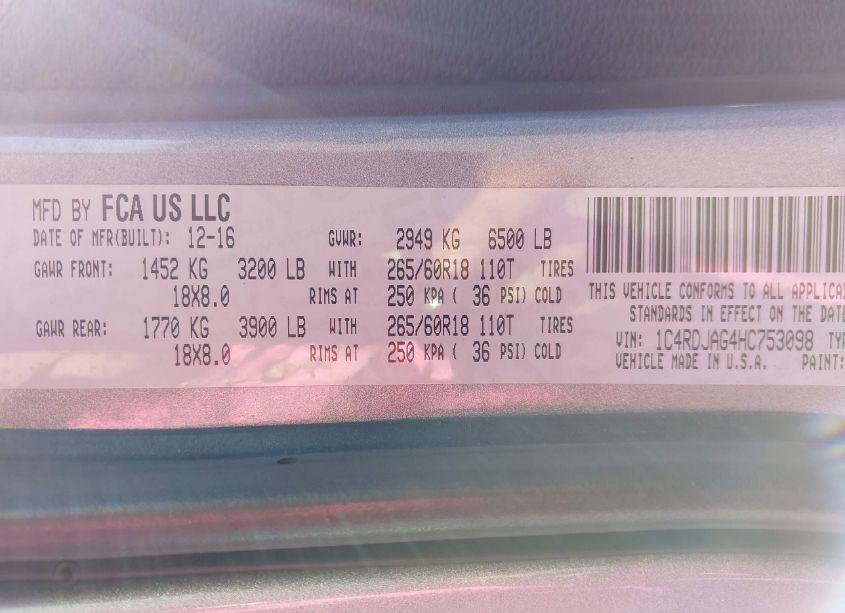 MFD BY FCA US LLC
DATE OF MFR(BUILT): 12-16 GVWR: 2949 KG 6500 LB
GAWR FRONT: 1452 KG 3200 LB WITH 265/60R18 110T TIRES
18X8.0 RIMS AT 250 KPA ( 36 PSI) COLD
GAWR REAR: 1770 KG 3900 LB WITH 265/60R18 110T TIRES
18X8.0 RIMS AT 250 KPA ( 36 PSI) COLD
THIS VEHICLE CONFORMS TO ALL APPLICA
STANDARDS IN EFFECT ON THE DATE
VIN: 1C4RDJAG4HC753098 TYP
VEHICLE MADE IN U.S.A. PAINT: